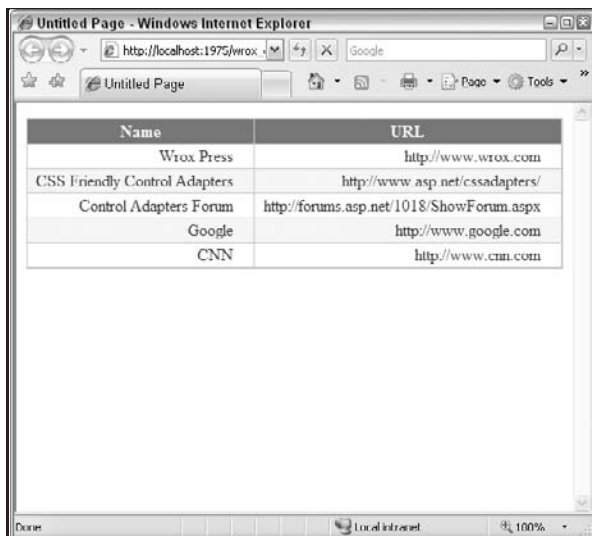 Untitled Page - Windows Internet Explorer
http://localhost:1975/wrox_
Google
Untitled Page
Page
Tools
»
Name URL
Wrox Press http://www.wrox.com
CSS Friendly Control Adapters http://www.asp.net/cssadapters/
Control Adapters Forum http://forums.asp.net/1018/ShowForum.aspx
Google http://www.google.com
CNN http://www.cnn.com
Done Local intranet 100%